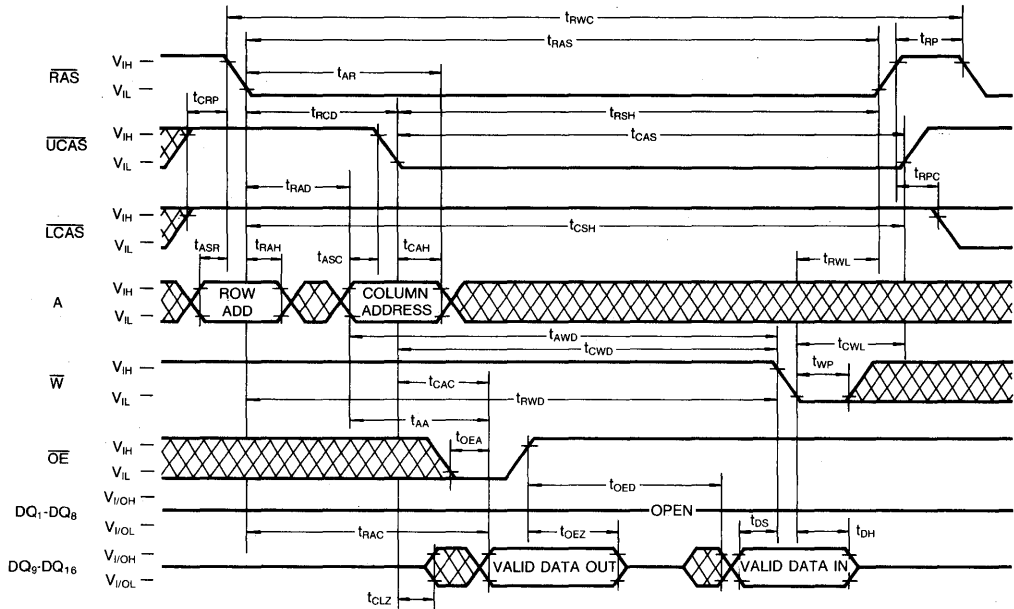 tRWC
tRAS
tRP
RAS
VIH
VIL
tAR
tCRP
tRCD
tRSH
UCAS
VIH
VIL
tCAS
tRAD
tRPC
LCAS
VIH
VIL
tCSH
tASR
tRAH
tASC
tCAH
tRWL
A
VIH
VIL
ROW
ADD
COLUMN
ADDRESS
tAWD
tCWD
tCWL
W
VIH
VIL
tCAC
tWP
tRWD
tAA
OE
VIH
VIL
tOEA
tOED
DQ1-DQ8
VI/OH
VI/OL
OPEN
tRAC
tOEZ
tDS
tDH
DQ9-DQ16
VI/OH
VI/OL
VALID DATA OUT
VALID DATA IN
tCLZ